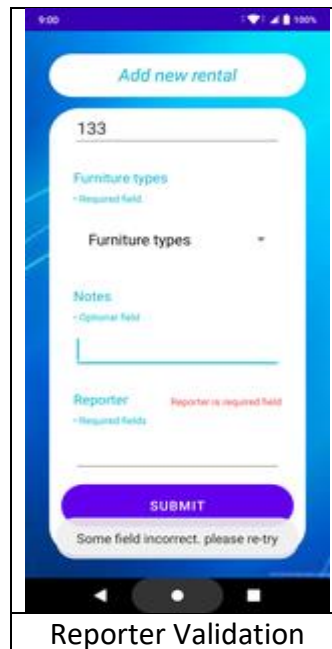 9:00
100%
Add new rental
133
Furniture types
- Required field
Furniture types
Notes
- Optional field
Reporter Reporter is required field
- Required fields
SUBMIT
Some field incorrect. please re-try
Reporter Validation